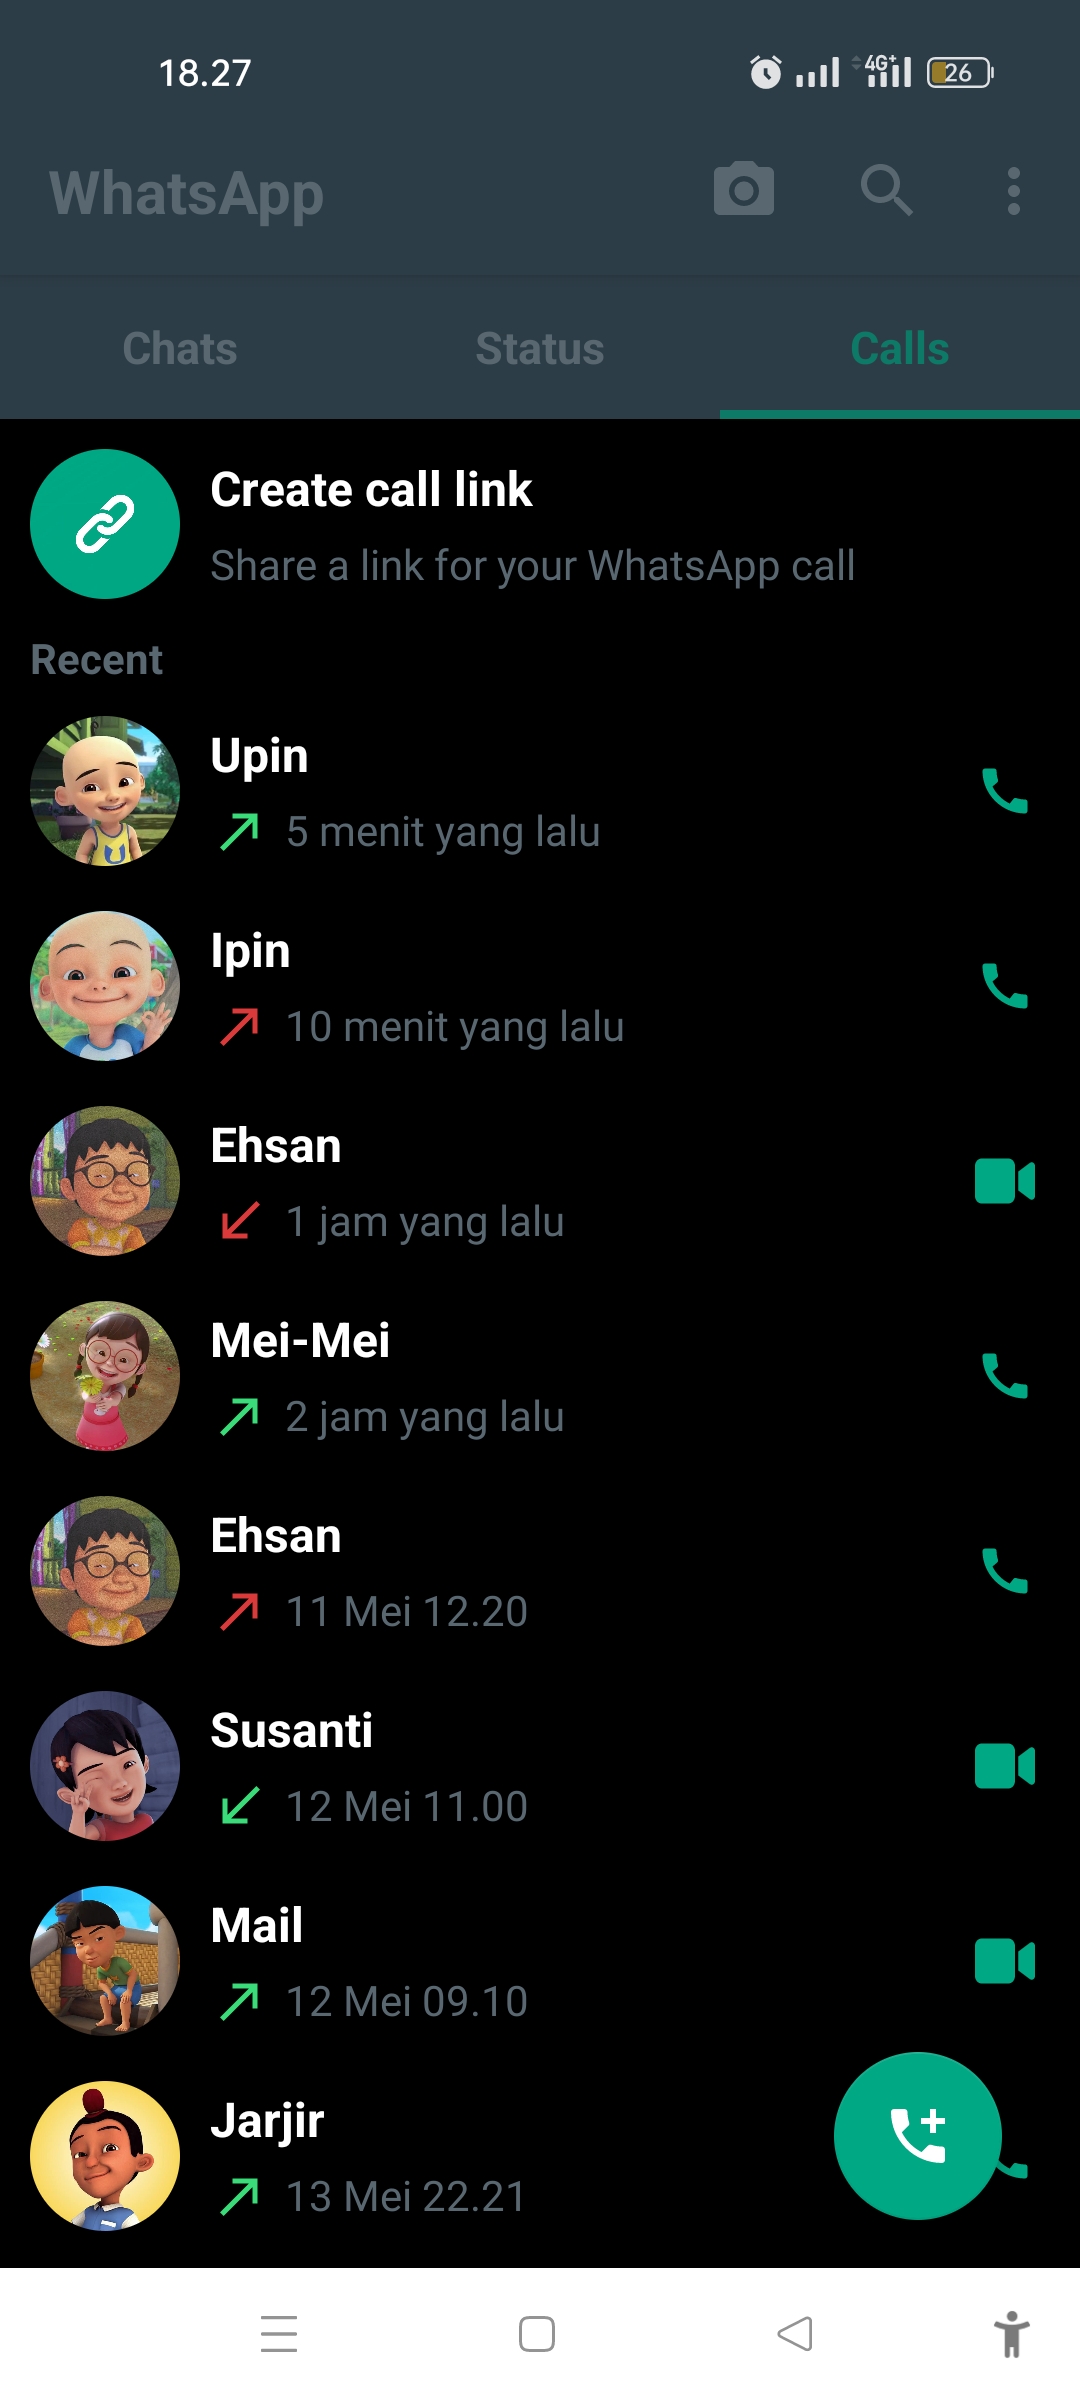 18.27
4G+
26
WhatsApp
Chats
Status
Calls
Create call link
Share a link for your WhatsApp call
Recent
Upin
5 menit yang lalu
Ipin
10 menit yang lalu
Ehsan
1 jam yang lalu
Mei-Mei
2 jam yang lalu
Ehsan
11 Mei 12.20
Susanti
12 Mei 11.00
Mail
12 Mei 09.10
Jarjir
13 Mei 22.21